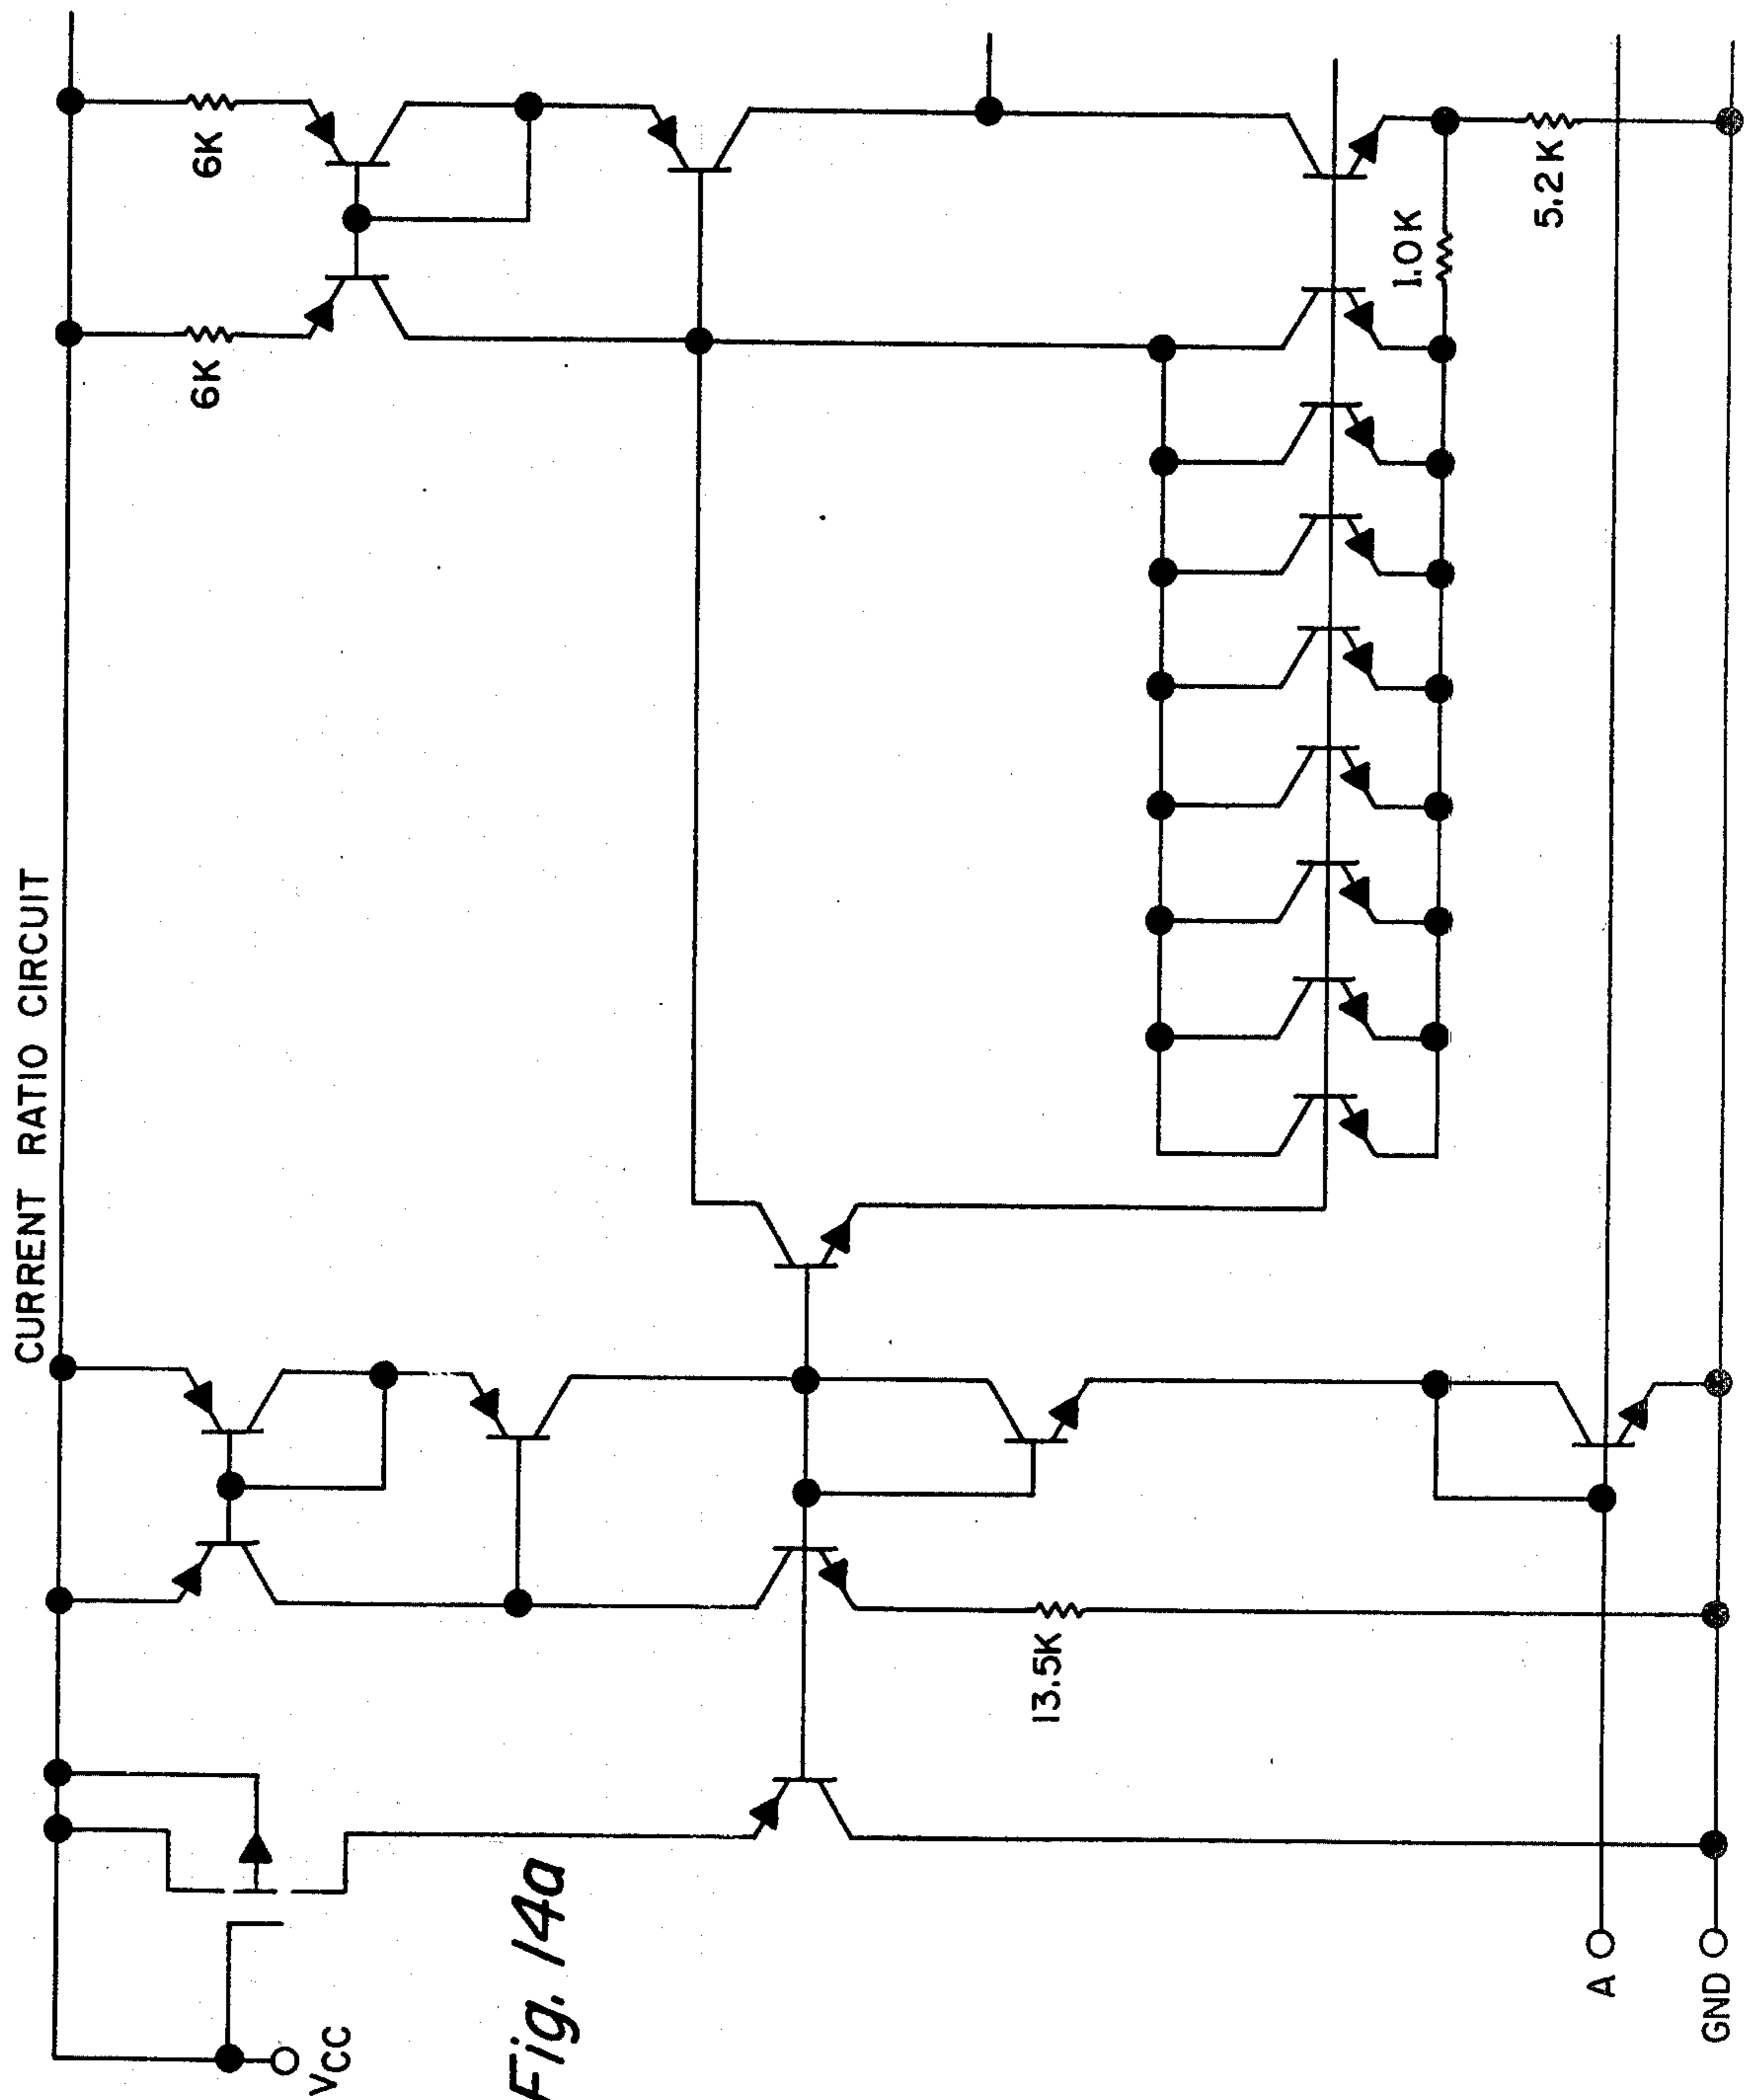 CURRENT RATIO CIRCUIT
6K
6K
1.0K
5.2K
13.5K
VCC
A
GND
Fig. 14a